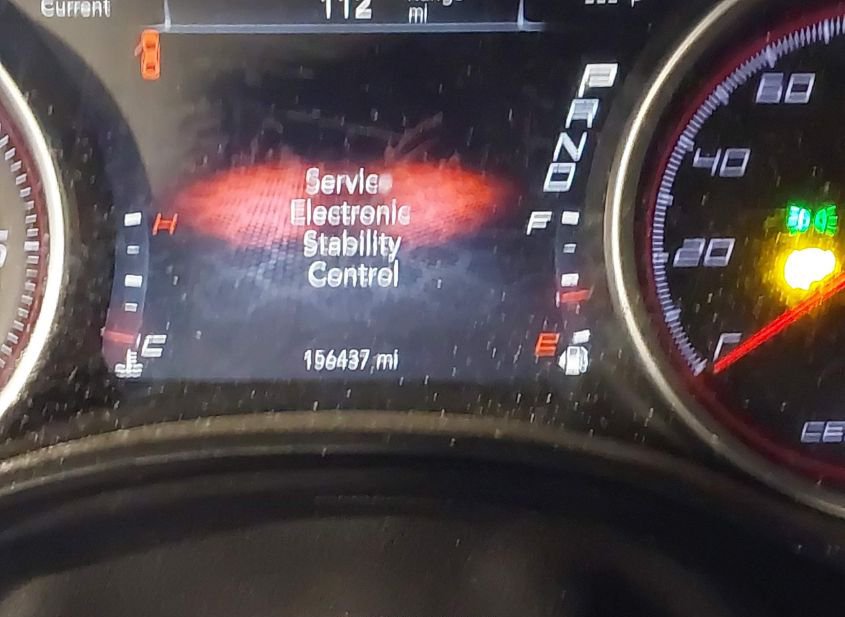 Current
112
mi
P
R
N
D
Service
Electronic
Stability
Control
H
F
C
E
156437 mi
60
40
20